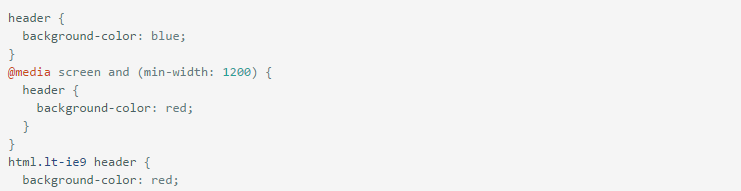 header {
  background-color: blue;
}
@media screen and (min-width: 1200) {
  header {
    background-color: red;
  }
}
html.lt-ie9 header {
  background-color: red;